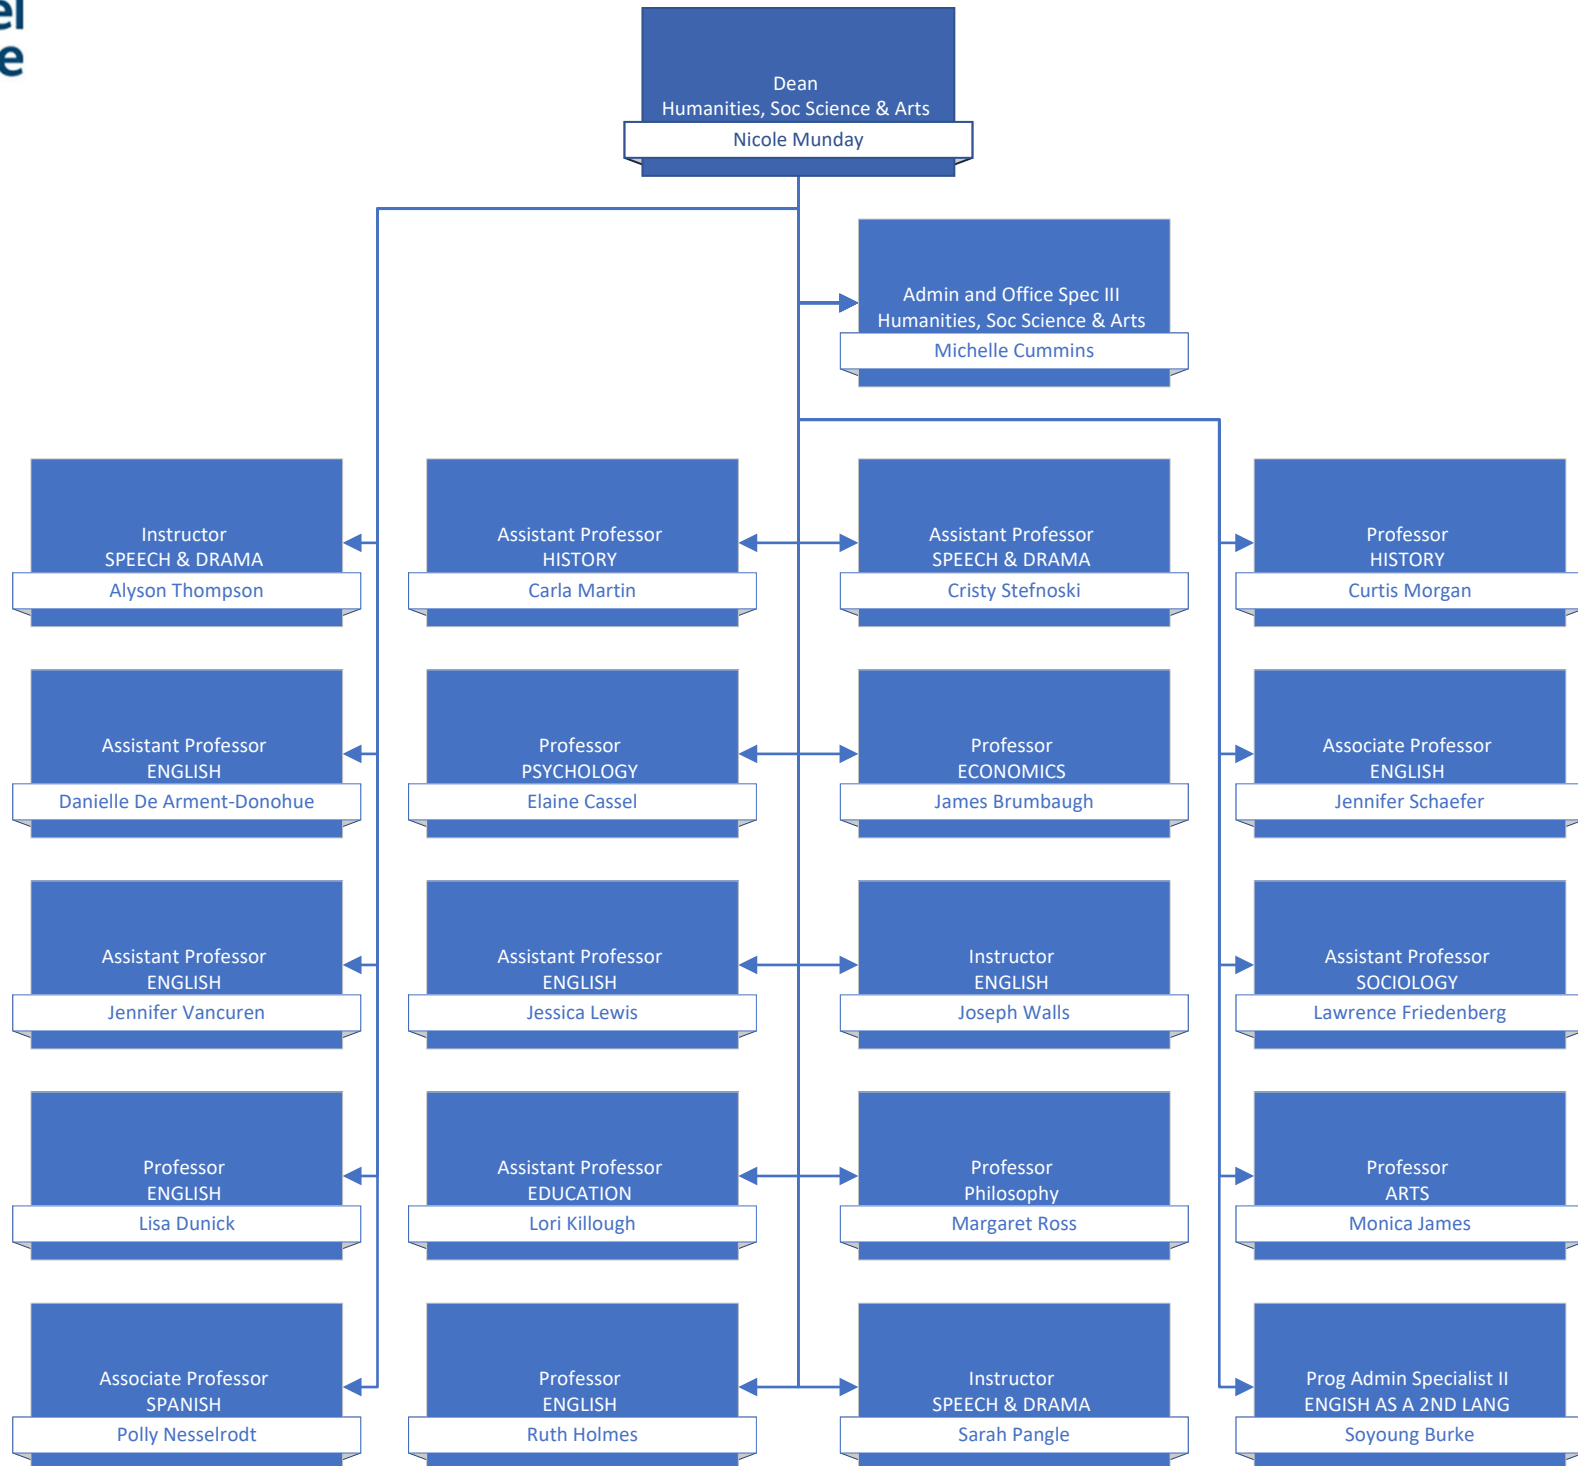 el
e
Dean
Humanities, Soc Science & Arts
Nicole Munday
Admin and Office Spec III
Humanities, Soc Science & Arts
Michelle Cummins
Instructor
SPEECH & DRAMA
Alyson Thompson
Assistant Professor
HISTORY
Carla Martin
Assistant Professor
SPEECH & DRAMA
Cristy Stefnoski
Professor
HISTORY
Curtis Morgan
Assistant Professor
ENGLISH
Danielle De Arment-Donohue
Professor
PSYCHOLOGY
Elaine Cassel
Professor
ECONOMICS
James Brumbaugh
Associate Professor
ENGLISH
Jennifer Schaefer
Assistant Professor
ENGLISH
Jennifer Vancuren
Assistant Professor
ENGLISH
Jessica Lewis
Instructor
ENGLISH
Joseph Walls
Assistant Professor
SOCIOLOGY
Lawrence Friedenberg
Professor
ENGLISH
Lisa Dunick
Assistant Professor
EDUCATION
Lori Killough
Professor
Philosophy
Margaret Ross
Professor
ARTS
Monica James
Associate Professor
SPANISH
Polly Nesselrodt
Professor
ENGLISH
Ruth Holmes
Instructor
SPEECH & DRAMA
Sarah Pangle
Prog Admin Specialist II
ENGISH AS A 2ND LANG
Soyoung Burke